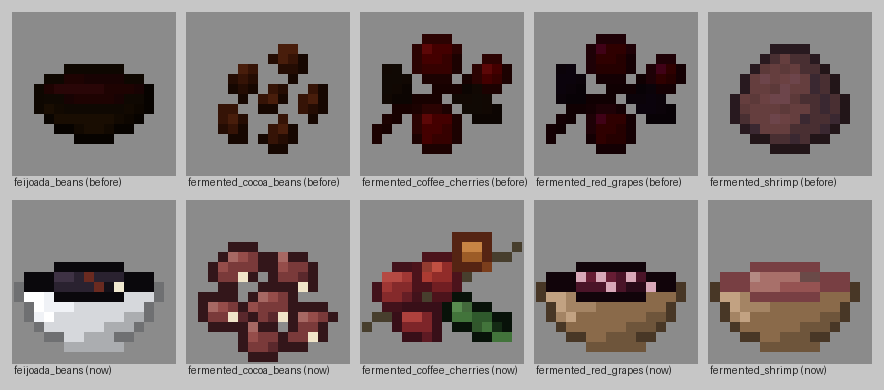 feijoada_beans (before)
fermented_cocoa_beans (before)
fermented_coffee_cherries (before)
fermented_red_grapes (before)
fermented_shrimp (before)
feijoada_beans (now)
fermented_cocoa_beans (now)
fermented_coffee_cherries (now)
fermented_red_grapes (now)
fermented_shrimp (now)